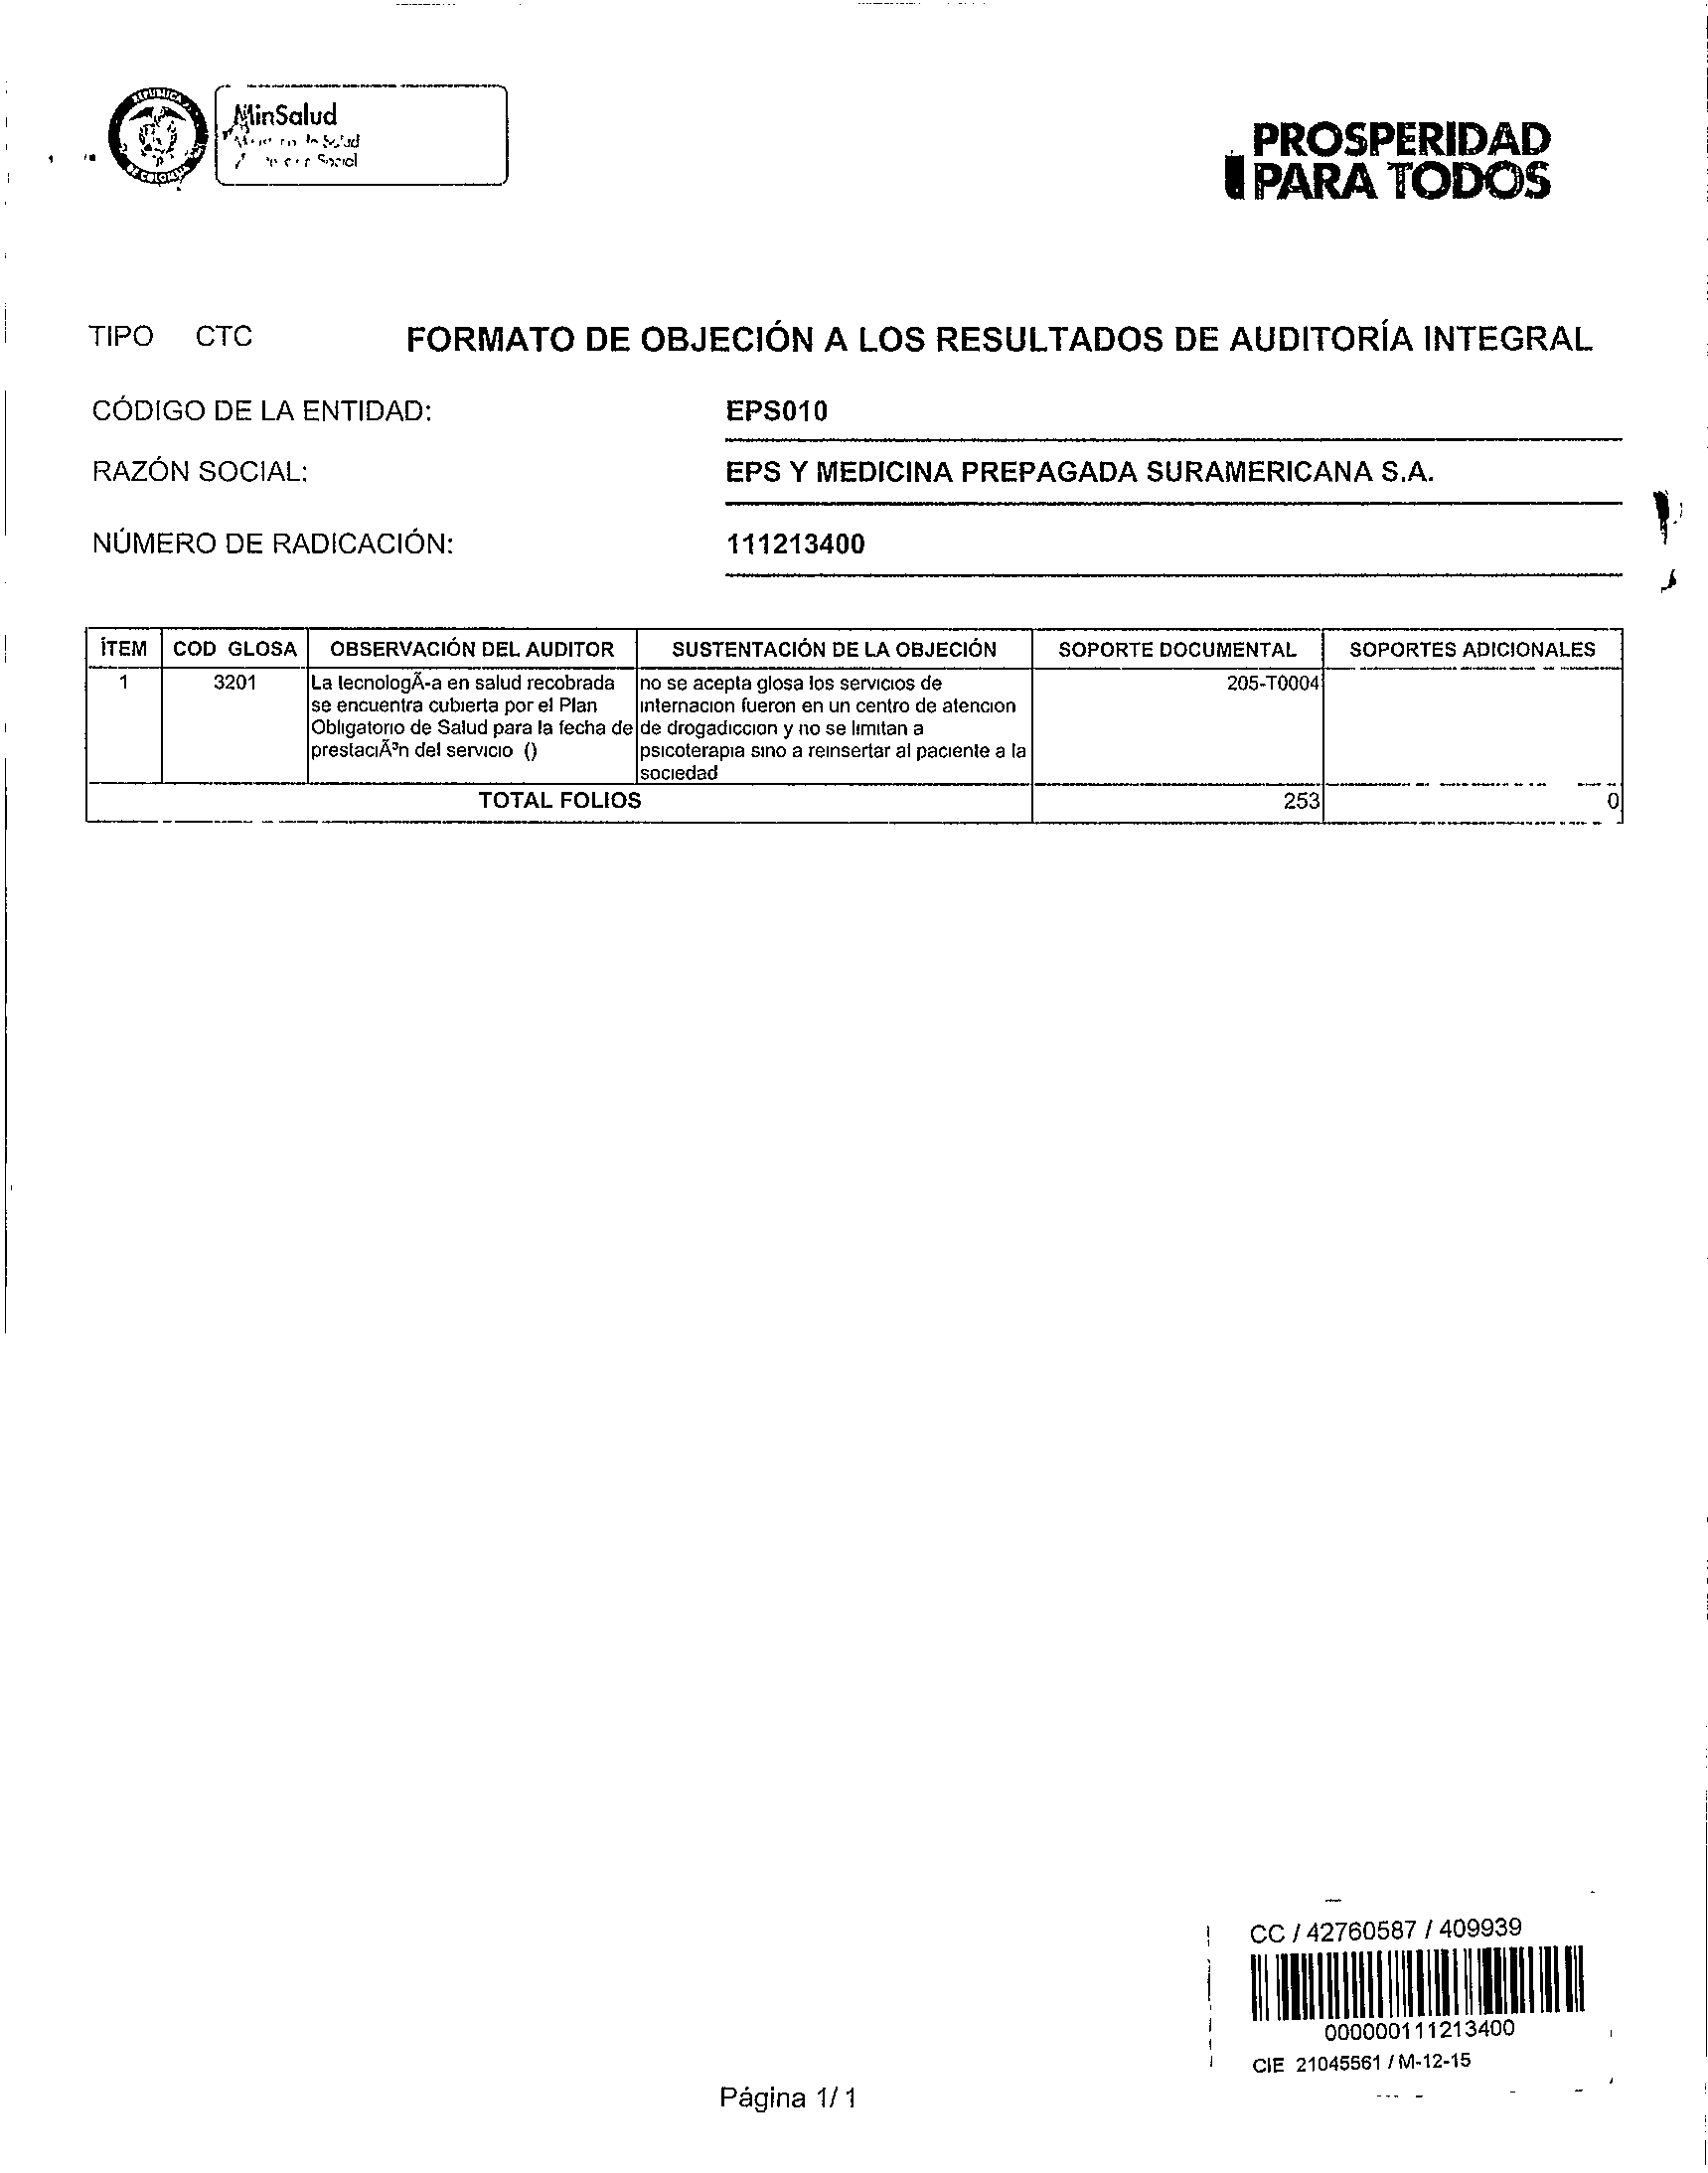 REPUBLICA
DE COLOMBIA
MinSalud
Social
PROSPERIDAD
PARA TODOS
TIPO CTC FORMATO DE OBJECIÓN A LOS RESULTADOS DE AUDITORÍA INTEGRAL
CÓDIGO DE LA ENTIDAD: EPS010
RAZÓN SOCIAL: EPS Y MEDICINA PREPAGADA SURAMERICANA S.A.
NÚMERO DE RADICACIÓN: 111213400
ÍTEM COD GLOSA OBSERVACIÓN DEL AUDITOR SUSTENTACIÓN DE LA OBJECIÓN SOPORTE DOCUMENTAL SOPORTES ADICIONALES
1 3201 La tecnologÃ-a en salud recobrada no se acepta glosa los servicios de 205-T0004
se encuentra cubierta por el Plan internacion fueron en un centro de atencion
Obligatorio de Salud para la fecha de de drogadiccion y no se limitan a
prestaciÃ³n del servicio () psicoterapia sino a reinsertar al paciente a la
sociedad
TOTAL FOLIOS 253 0
CC / 42760587 / 409939
000000111213400
CIE 21045561 / M-12-15
Página 1/ 1